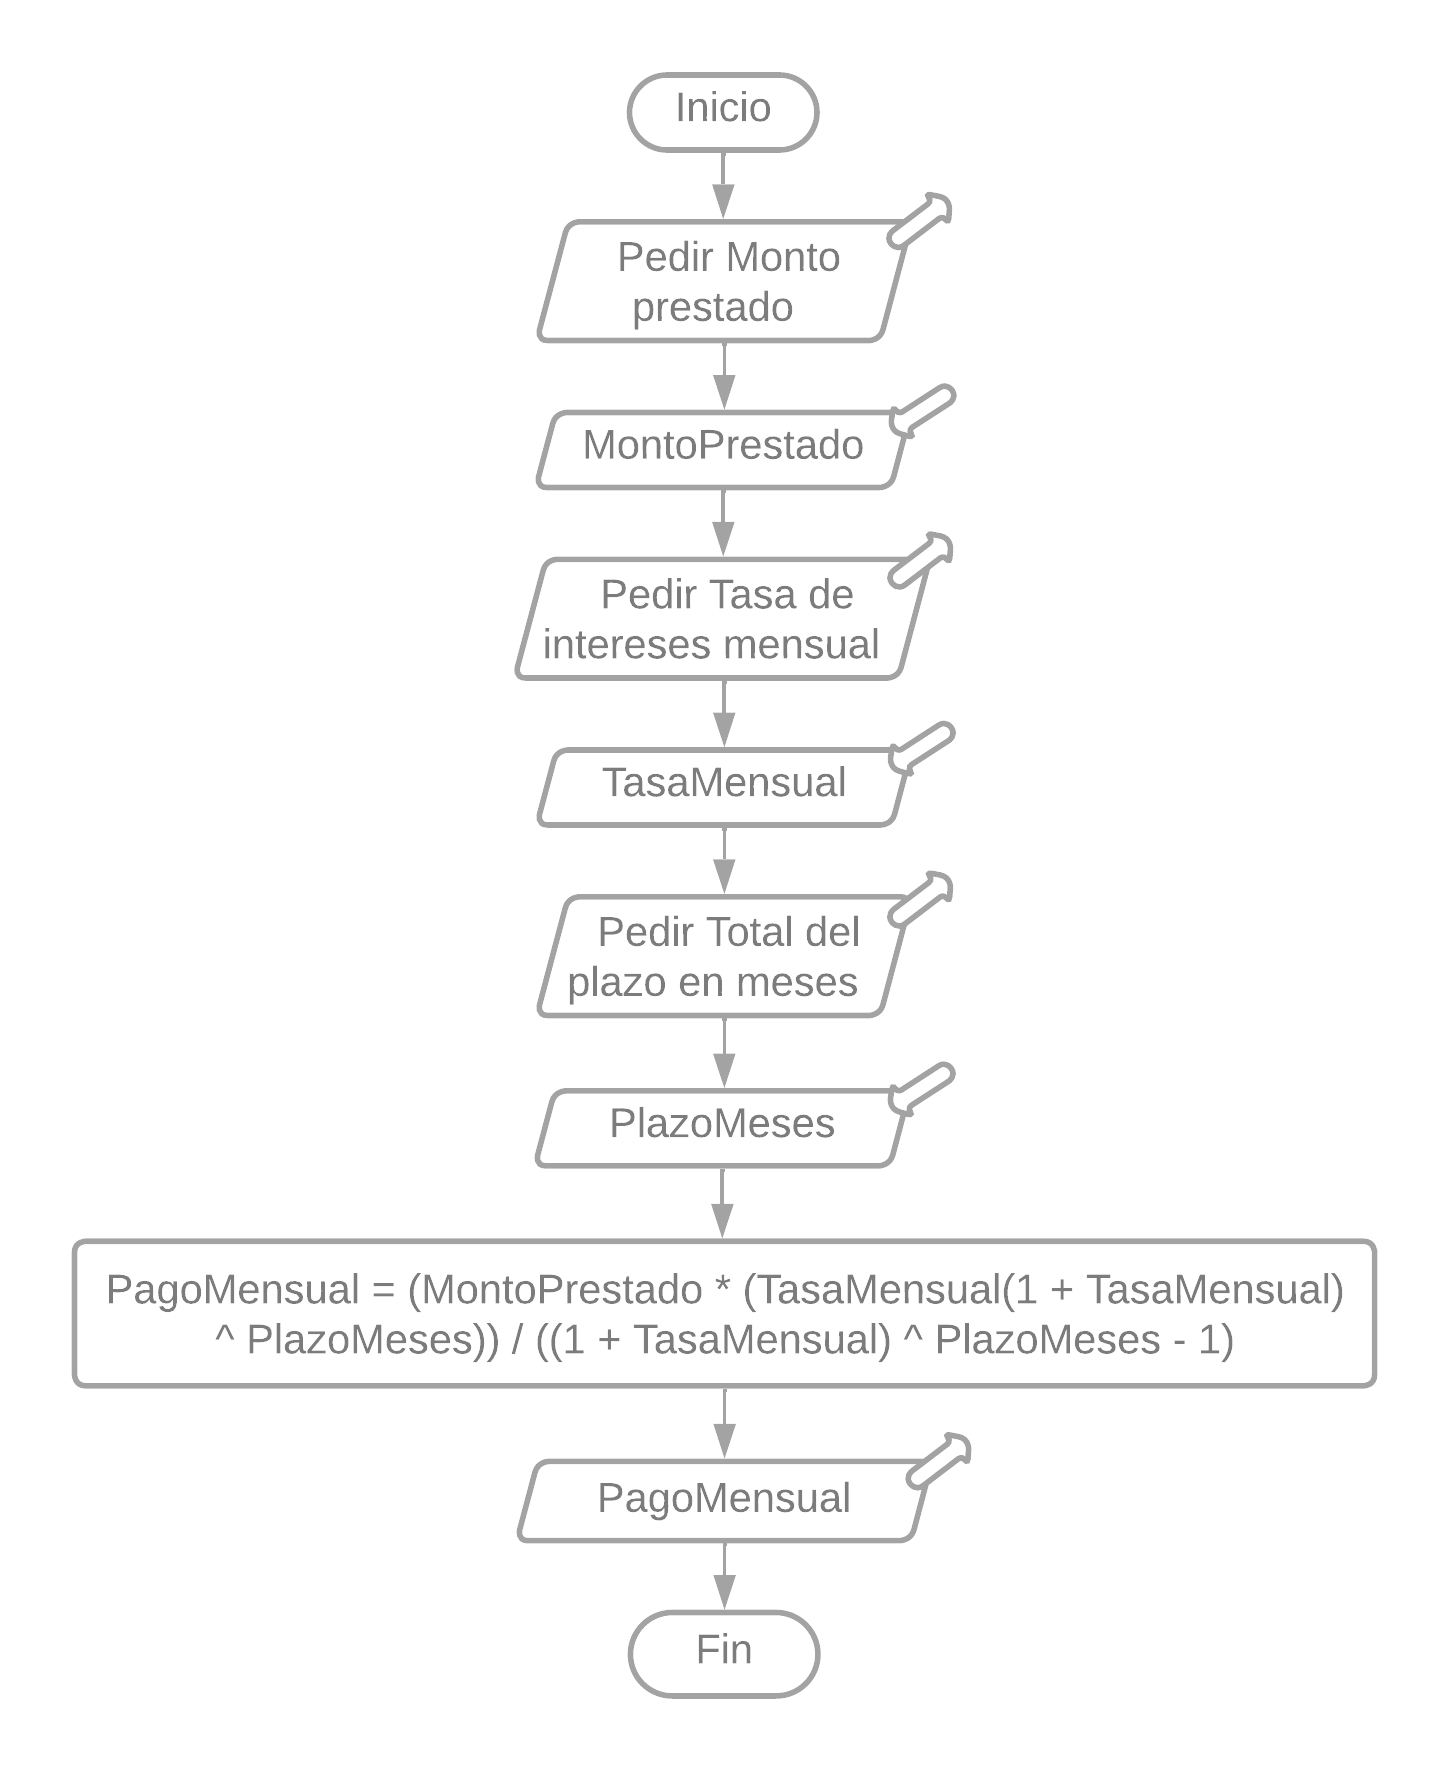 Inicio
Pedir Monto
prestado
MontoPrestado
Pedir Tasa de
intereses mensual
TasaMensual
Pedir Total del
plazo en meses
PlazoMeses
PagoMensual = (MontoPrestado * (TasaMensual(1 + TasaMensual)
^ PlazoMeses)) / ((1 + TasaMensual) ^ PlazoMeses - 1)
PagoMensual
Fin